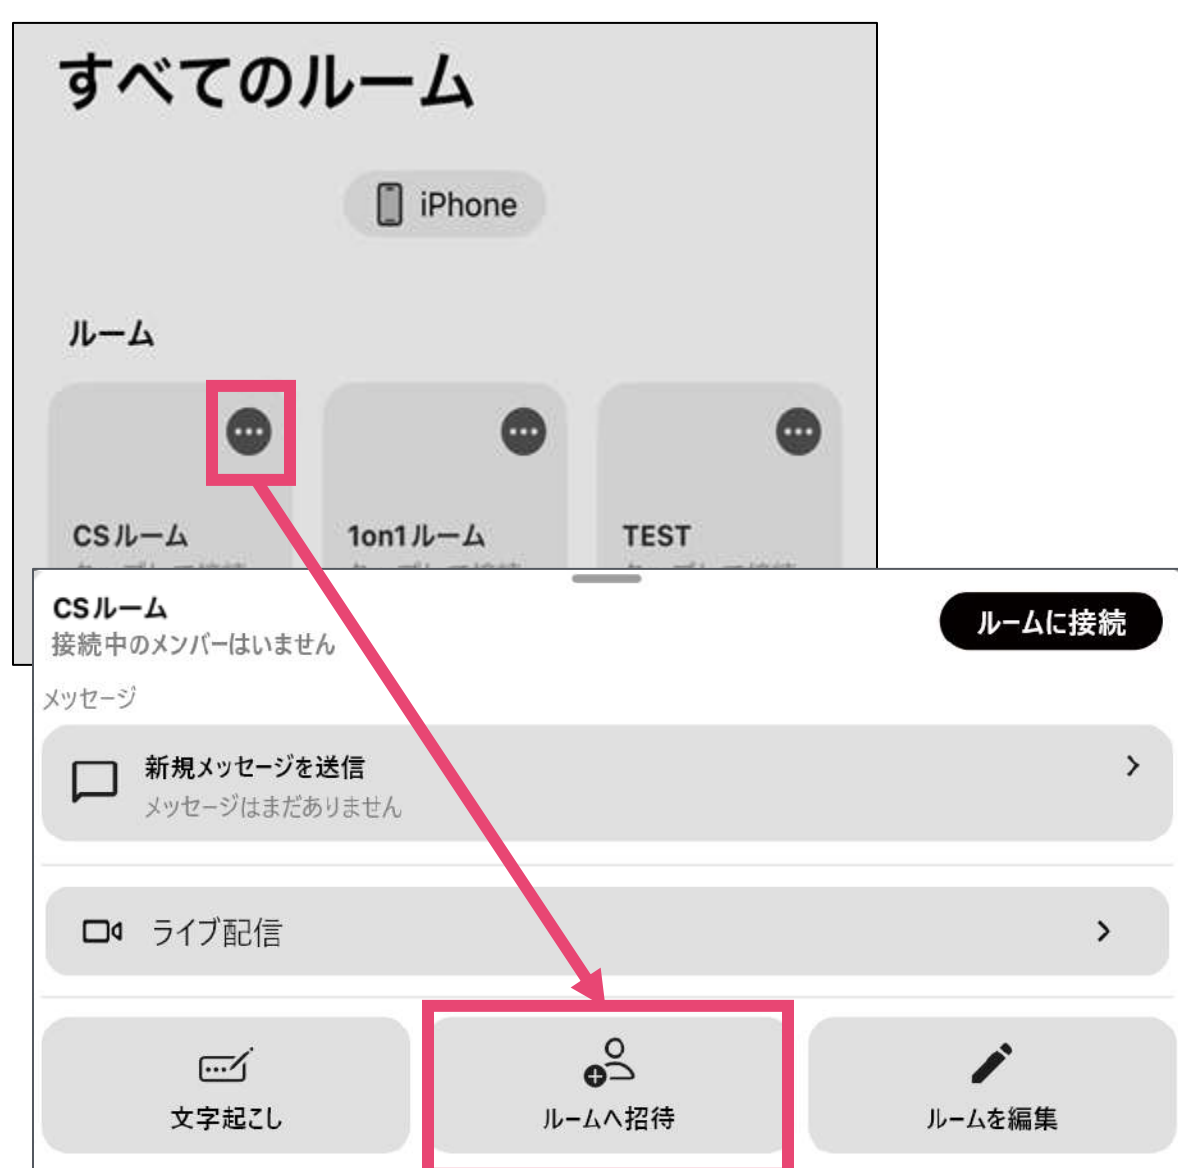 すべてのルーム
iPhone
ルーム
CSルーム
1on1ルーム
TEST
CSルーム
ルームに接続
接続中のメンバーはいません
メッセージ
新規メッセージを送信
メッセージはまだありません
ライブ配信
文字起こし
ルームへ招待
ルームを編集